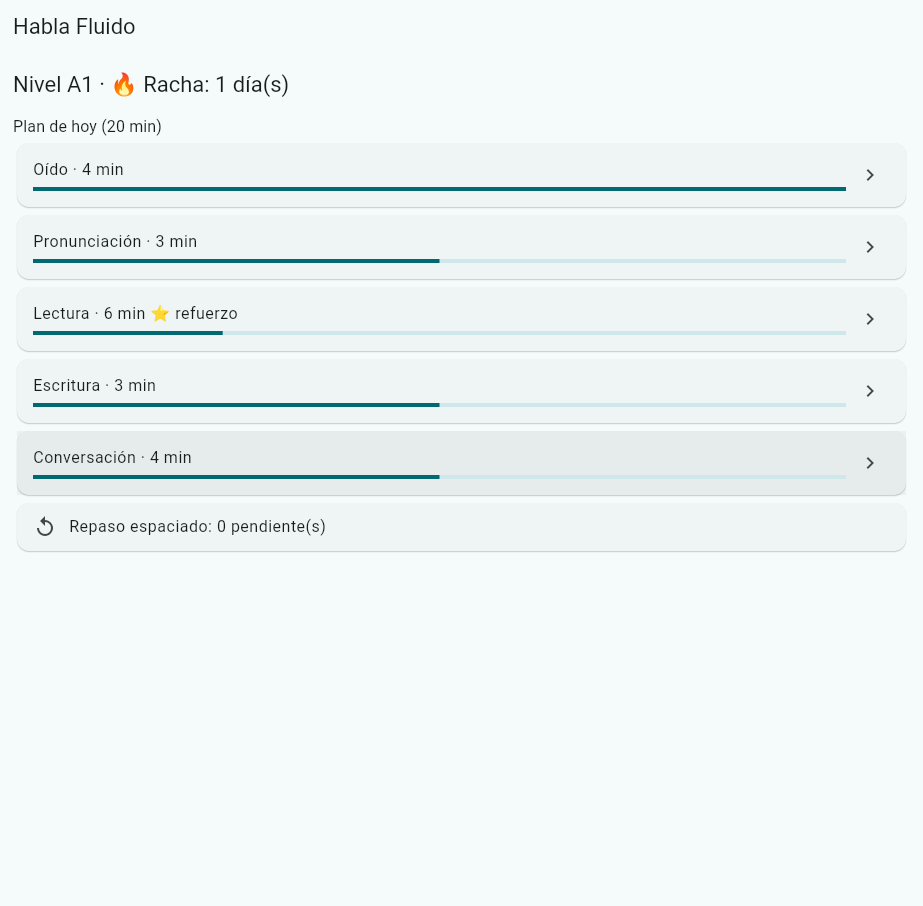 Habla Fluido
Nivel A1 · 🔥 Racha: 1 día(s)
Plan de hoy (20 min)
Oído · 4 min
Pronunciación · 3 min
Lectura · 6 min ⭐ refuerzo
Escritura · 3 min
Conversación · 4 min
Repaso espaciado: 0 pendiente(s)